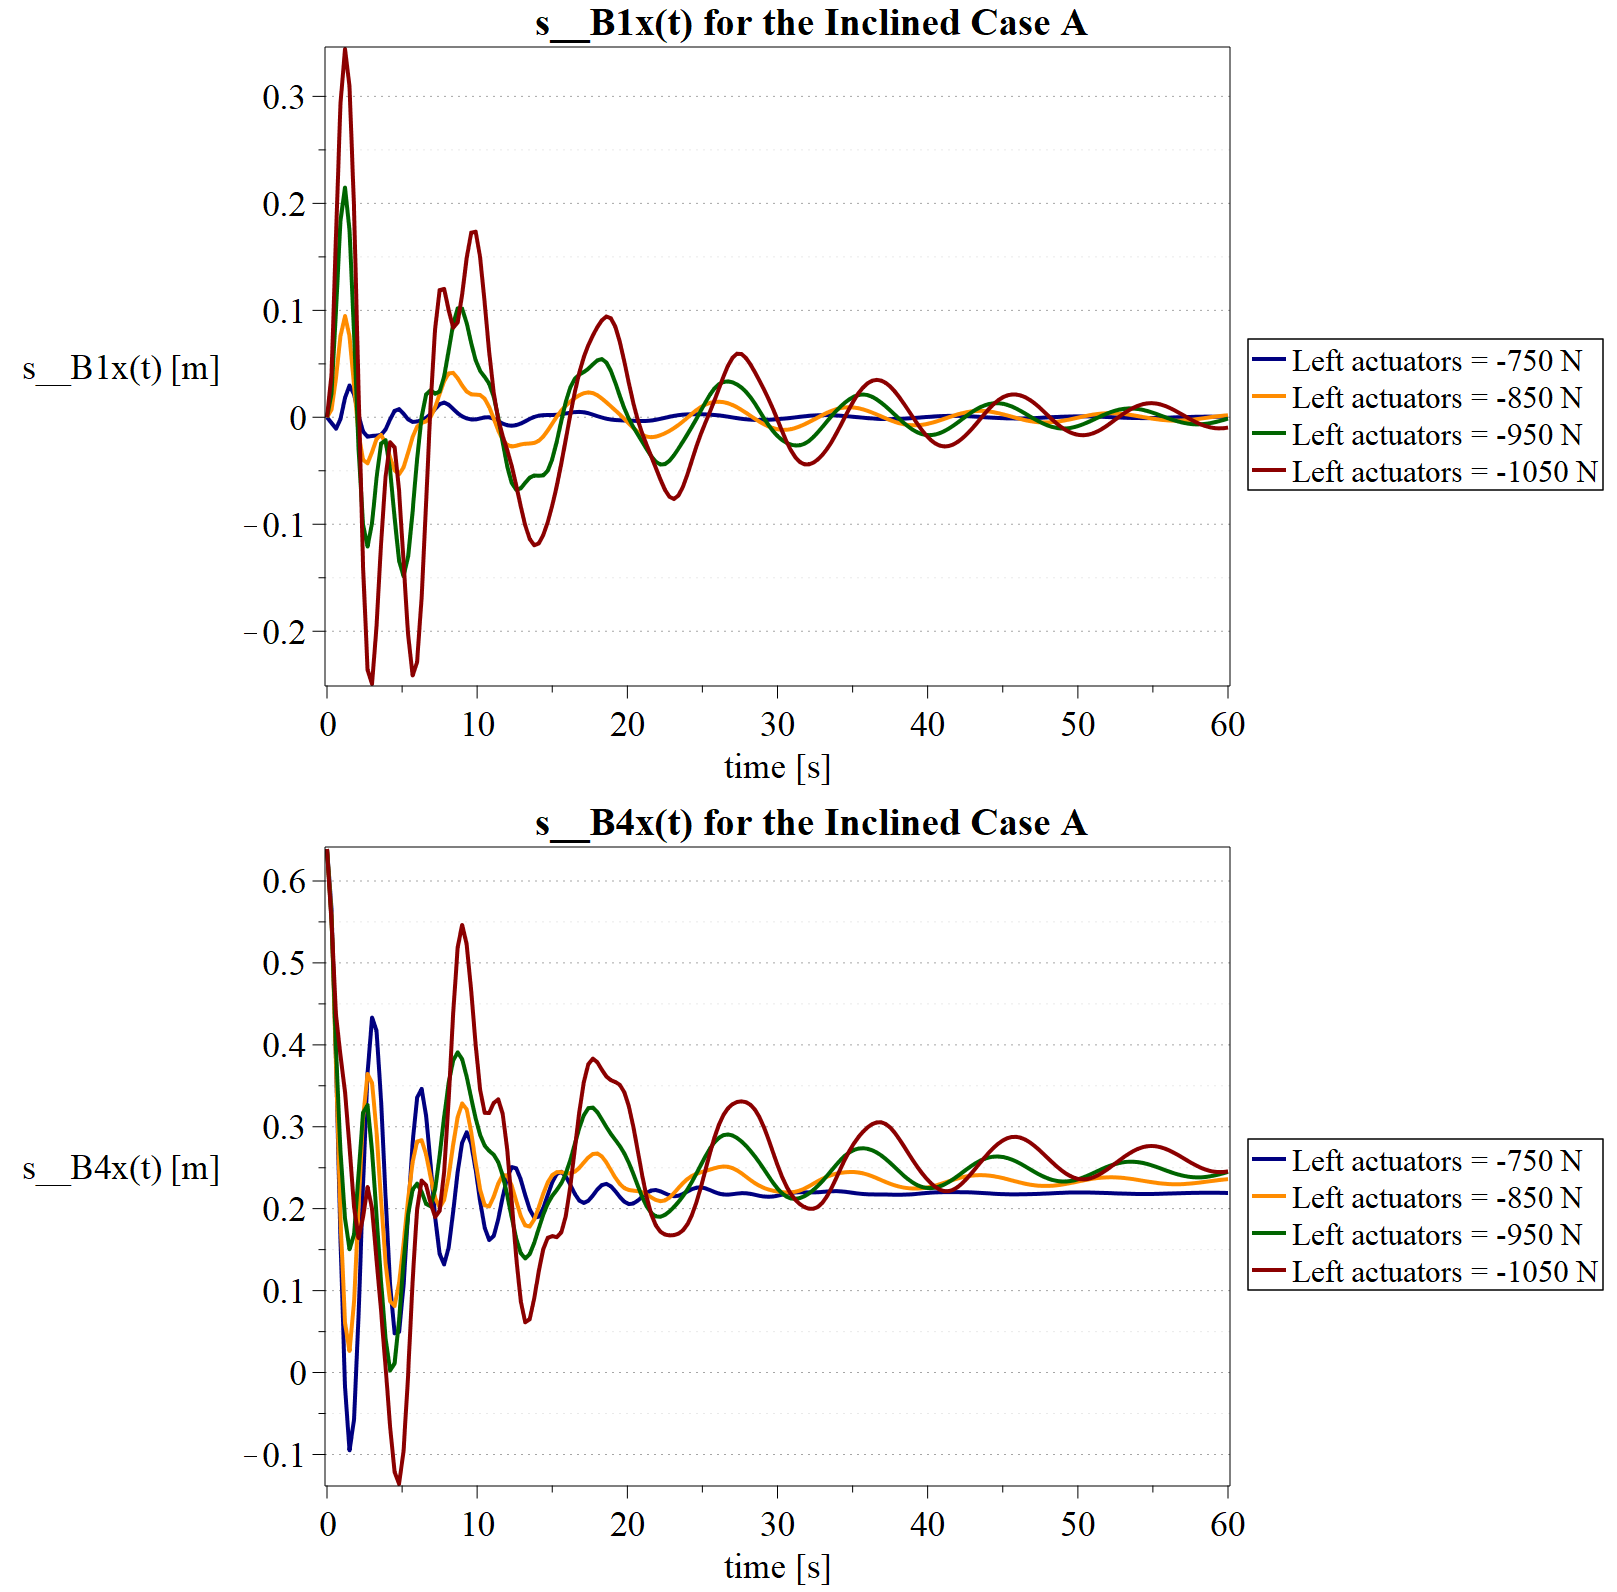 s__B1x(t) for the Inclined Case A
0.3
0.2
0.1
0
−0.1
−0.2
s__B1x(t) [m]
0 10 20 30 40 50 60
time [s]
Left actuators = -750 N
Left actuators = -850 N
Left actuators = -950 N
Left actuators = -1050 N
s__B4x(t) for the Inclined Case A
0.6
0.5
0.4
0.3
0.2
0.1
0
−0.1
s__B4x(t) [m]
0 10 20 30 40 50 60
time [s]
Left actuators = -750 N
Left actuators = -850 N
Left actuators = -950 N
Left actuators = -1050 N